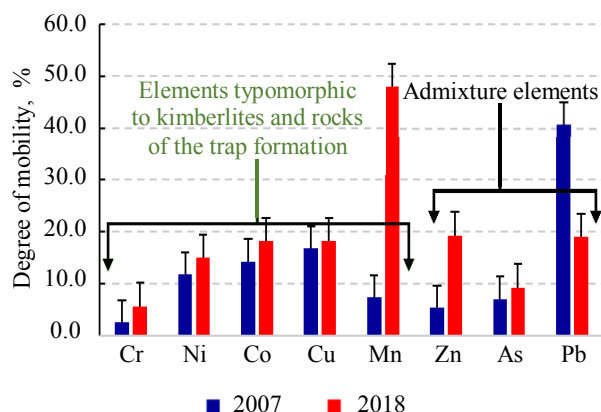 60.0
50.0
40.0
30.0
20.0
10.0
0.0
Degree of mobility, %
Elements typomorphic
to kimberlites and rocks
of the trap formation
Admixture elements
Cr Ni Co Cu Mn Zn As Pb
2007 2018